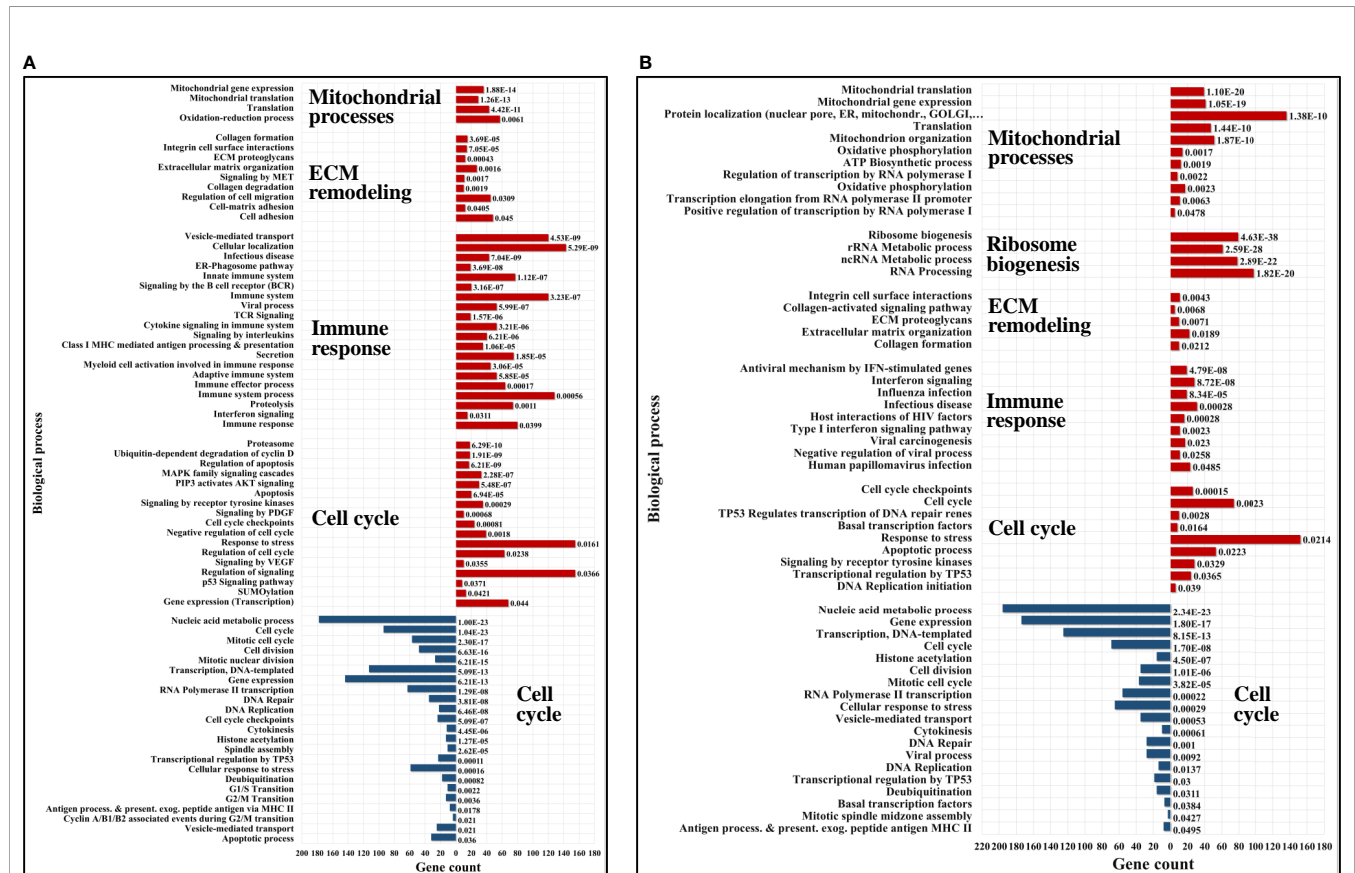 A
Biological process
Mitochondrial gene expression 1.88E-14
Mitochondrial translation 1.26E-13
Translation 4.42E-11
Oxidation-reduction process 0.0061
Mitochondrial
processes
Collagen formation 3.69E-05
Integrin cell surface interactions 7.05E-05
ECM proteoglycans 0.00043
Extracellular matrix organization 0.0016
Signaling by MET 0.0017
Collagen degradation 0.0019
Regulation of cell migration 0.0309
Cell-matrix adhesion 0.0405
Cell adhesion 0.045
ECM
remodeling
Vesicle-mediated transport 4.53E-09
Cellular localization 5.29E-09
Infectious disease 7.04E-09
ER-Phagosome pathway 3.69E-08
Innate immune system 1.12E-07
Signaling by the B cell receptor (BCR) 3.16E-07
Immune system 3.23E-07
Viral process 5.99E-07
TCR Signaling 1.57E-06
Cytokine signaling in immune system 3.21E-06
Signaling by interleukins 6.21E-06
Class I MHC mediated antigen processing & presentation 1.06E-05
Secretion 1.85E-05
Myeloid cell activation involved in immune response 3.06E-05
Adaptive immune system 5.85E-05
Immune effector process 0.00017
Immune system process 0.00056
Proteolysis 0.0011
Interferon signaling 0.0311
Immune response 0.0399
Immune
response
Proteasome 6.29E-10
Ubiquitin-dependent degradation of cyclin D 1.91E-09
Regulation of apoptosis 6.21E-09
MAPK family signaling cascades 2.28E-07
PIP3 activates AKT signaling 5.48E-07
Apoptosis 6.94E-05
Signaling by receptor tyrosine kinases 0.00029
Signaling by PDGF 0.00068
Cell cycle checkpoints 0.00081
Negative regulation of cell cycle 0.0018
Response to stress 0.0161
Regulation of cell cycle 0.0238
Signaling by VEGF 0.0355
Regulation of signaling 0.0366
p53 Signaling pathway 0.0371
SUMOylation 0.0421
Gene expression (Transcription) 0.044
Cell cycle
Nucleic acid metabolic process 1.00E-23
Cell cycle 1.04E-23
Mitotic cell cycle 2.30E-17
Cell division 6.63E-16
Mitotic nuclear division 6.21E-15
Transcription, DNA-templated 5.09E-13
Gene expression 6.21E-13
RNA Polymerase II transcription 1.29E-08
DNA Repair 3.81E-08
DNA Replication 6.46E-08
Cell cycle checkpoints 5.09E-07
Cytokinesis 4.45E-06
Histone acetylation 1.27E-05
Spindle assembly 2.62E-05
Transcriptional regulation by TP53 0.00011
Cellular response to stress 0.00016
Deubiquitination 0.00082
G1/S Transition 0.0022
G2/M Transition 0.0036
Antigen process. & present. exog. peptide antigen via MHC II 0.0178
Cyclin A/B1/B2 associated events during G2/M transition 0.021
Vesicle-mediated transport 0.021
Apoptotic process 0.036
Cell
cycle
200 180 160 140 120 100 80 60 40 20 0 20 40 60 80 100 120 140 160 180
Gene count
B
Biological process
Mitochondrial translation 1.10E-20
Mitochondrial gene expression 1.05E-19
Protein localization (nuclear pore, ER, mitochondr., GOLGI,… 1.38E-10
Translation 1.44E-10
Mitochondrion organization 1.87E-10
Oxidative phosphorylation 0.0017
ATP Biosynthetic process 0.0019
Regulation of transcription by RNA polymerase I 0.0022
Oxidative phosphorylation 0.0023
Transcription elongation from RNA polymerase II promoter 0.0063
Positive regulation of transcription by RNA polymerase I 0.0478
Mitochondrial
processes
Ribosome biogenesis 4.63E-38
rRNA Metabolic process 2.59E-28
ncRNA Metabolic process 2.89E-22
RNA Processing 1.82E-20
Ribosome
biogenesis
Integrin cell surface interactions 0.0043
Collagen-activated signaling pathway 0.0068
ECM proteoglycans 0.0071
Extracellular matrix organization 0.0189
Collagen formation 0.0212
ECM
remodeling
Antiviral mechanism by IFN-stimulated genes 4.79E-08
Interferon signaling 8.72E-08
Influenza infection 8.34E-05
Infectious disease 0.00028
Host interactions of HIV factors 0.00028
Type I interferon signaling pathway 0.0023
Viral carcinogenesis 0.023
Negative regulation of viral process 0.0258
Human papillomavirus infection 0.0485
Immune
response
Cell cycle checkpoints 0.00015
Cell cycle 0.0023
TP53 Regulates transcription of DNA repair renes 0.0028
Basal transcription factors 0.0164
Response to stress 0.0214
Apoptotic process 0.0223
Signaling by receptor tyrosine kinases 0.0329
Transcriptional regulation by TP53 0.0365
DNA Replication initiation 0.039
Cell cycle
Nucleic acid metabolic process 2.34E-23
Gene expression 1.80E-17
Transcription, DNA-templated 8.15E-13
Cell cycle 1.70E-08
Histone acetylation 4.50E-07
Cell division 1.01E-06
Mitotic cell cycle 3.82E-05
RNA Polymerase II transcription 0.00022
Cellular response to stress 0.00029
Vesicle-mediated transport 0.00053
Cytokinesis 0.00061
DNA Repair 0.001
Viral process 0.0092
DNA Replication 0.0137
Transcriptional regulation by TP53 0.03
Deubiquitination 0.0311
Basal transcription factors 0.0384
Mitotic spindle midzone assembly 0.0427
Antigen process. & present. exog. peptide antigen MHC II 0.0495
Cell
cycle
220 200 180 160 140 120 100 80 60 40 20 0 20 40 60 80 100 120 140 160 180
Gene count